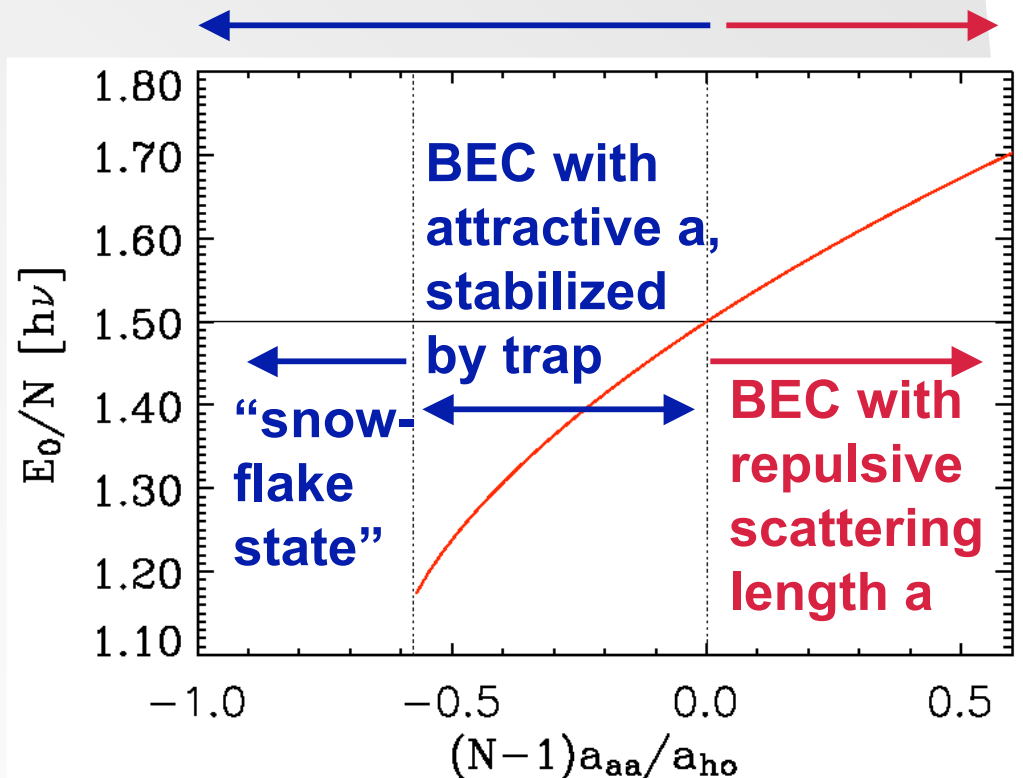 1.80
1.70
1.60
1.50
1.40
1.30
1.20
1.10
E₀/N [hν]
BEC with
attractive a,
stabilized
by trap
“snow-
flake
state”
BEC with
repulsive
scattering
length a
−1.0
−0.5
0.0
0.5
(N−1)aₐₐ/aₕₒ